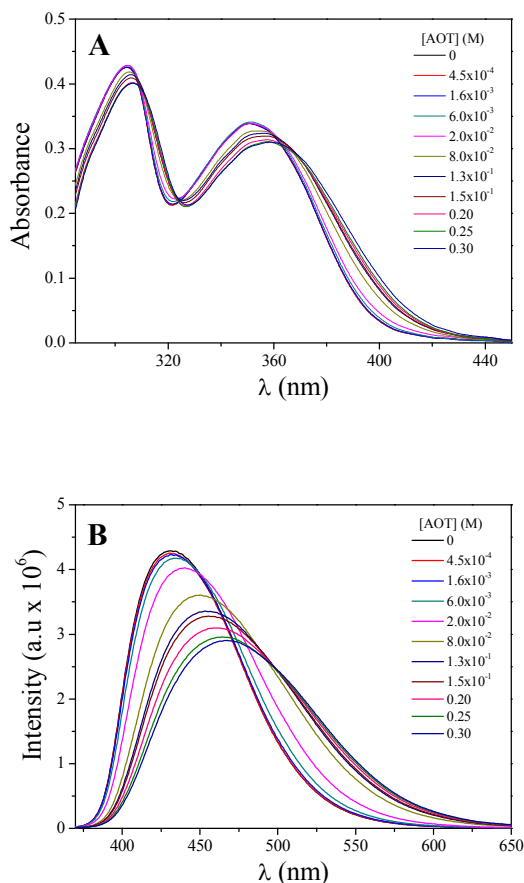 A
[AOT] (M)
0
4.5x10⁻⁴
1.6x10⁻³
6.0x10⁻³
2.0x10⁻²
8.0x10⁻²
1.3x10⁻¹
1.5x10⁻¹
0.20
0.25
0.30
Absorbance
0.5
0.4
0.3
0.2
0.1
0.0
320 360 400 440
λ (nm)
B
[AOT] (M)
0
4.5x10⁻⁴
1.6x10⁻³
6.0x10⁻³
2.0x10⁻²
8.0x10⁻²
1.3x10⁻¹
1.5x10⁻¹
0.20
0.25
0.30
Intensity (a.u x 10⁶)
5
4
3
2
1
0
400 450 500 550 600 650
λ (nm)